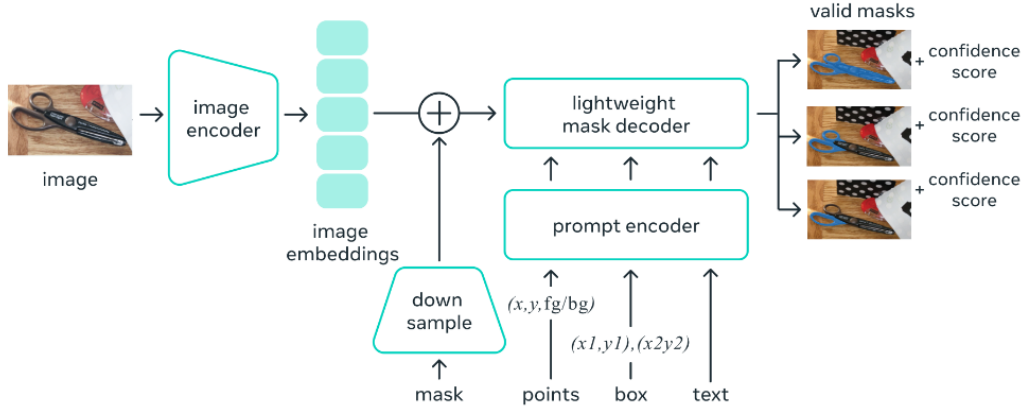 valid masks
+ confidence
score
image
encoder
lightweight
mask decoder
+ confidence
score
image
+ confidence
score
prompt encoder
image
embeddings
down
sample
(x,y,fg/bg)
(x1,y1),(x2y2)
mask
points
box
text